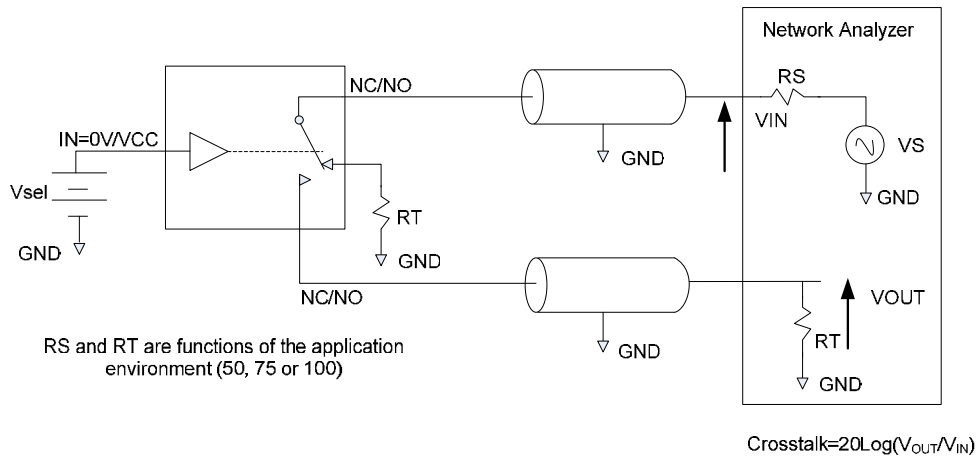 Network Analyzer
RS
NC/NO
VIN
IN=0V/VCC
VS
GND
GND
Vsel
RT
GND
GND
NC/NO
VOUT
RT
GND
GND
RS and RT are functions of the application
environment (50, 75 or 100)
Crosstalk=20Log(VOUT/VIN)